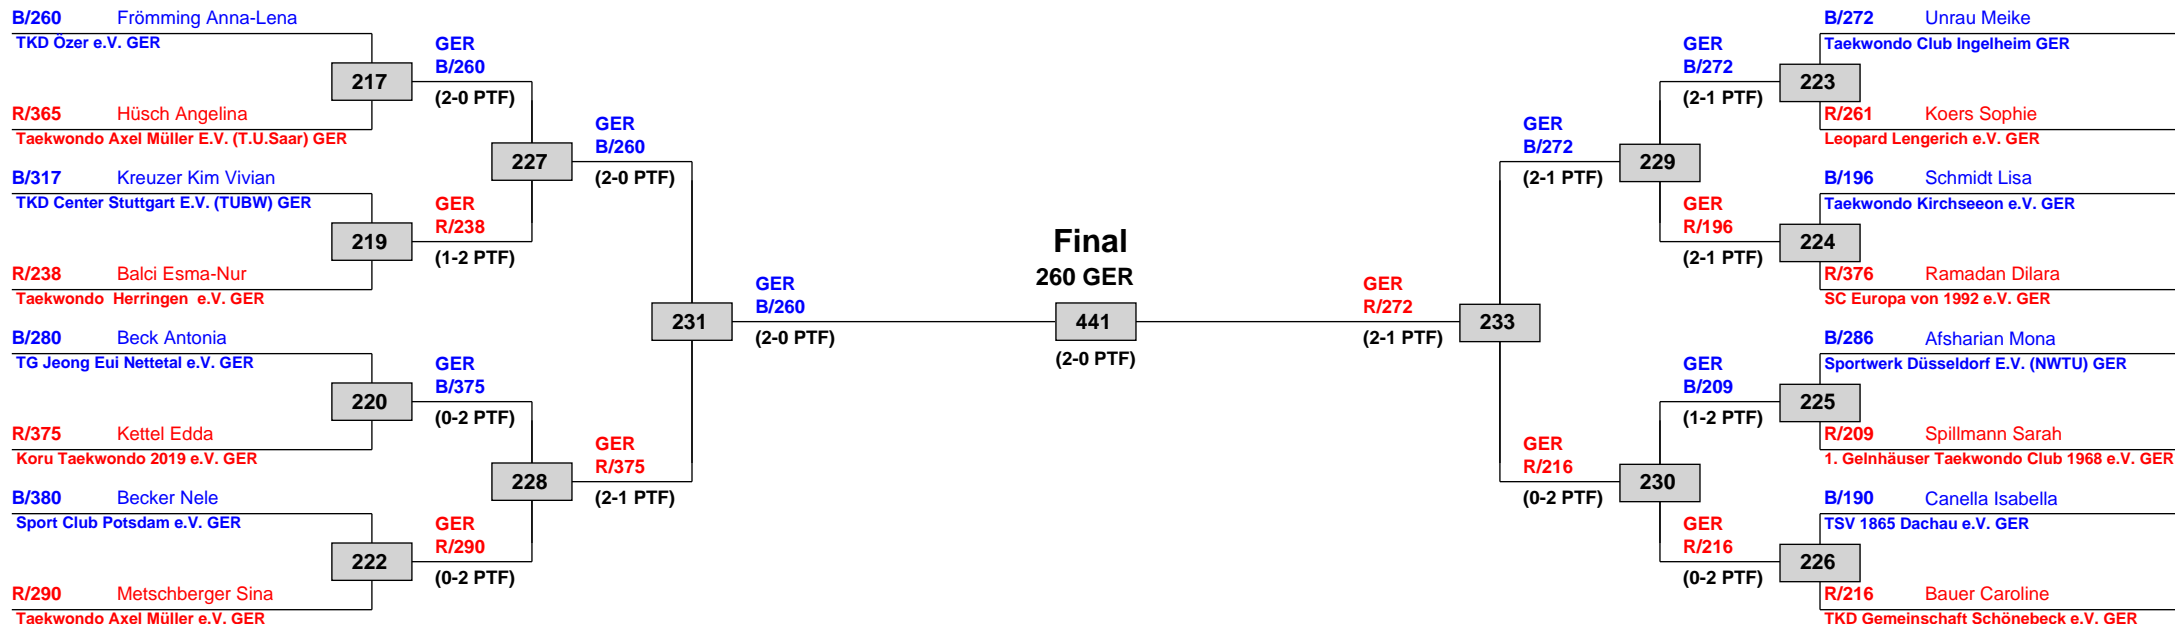 B/260 Frömming Anna-Lena
TKD Özer e.V. GER
217
R/365 Hüsch Angelina
Taekwondo Axel Müller E.V. (T.U.Saar) GER
B/317 Kreuzer Kim Vivian
TKD Center Stuttgart E.V. (TUBW) GER
219
R/238 Balci Esma-Nur
Taekwondo Herringen e.V. GER
B/280 Beck Antonia
TG Jeong Eui Nettetal e.V. GER
220
R/375 Kettel Edda
Koru Taekwondo 2019 e.V. GER
B/380 Becker Nele
Sport Club Potsdam e.V. GER
222
R/290 Metschberger Sina
Taekwondo Axel Müller e.V. GER
GER
B/260
(2-0 PTF)
227
GER
R/238
(1-2 PTF)
GER
B/375
(0-2 PTF)
228
GER
R/290
(0-2 PTF)
GER
B/260
(2-0 PTF)
231
GER
R/375
(2-1 PTF)
GER
B/260
(2-0 PTF)
Final
260 GER
441
(2-0 PTF)
GER
R/272
(2-1 PTF)
233
GER
B/272
(2-1 PTF)
229
GER
R/216
(0-2 PTF)
230
GER
B/272
(2-1 PTF)
GER
R/196
(2-1 PTF)
GER
B/209
(1-2 PTF)
GER
R/216
(0-2 PTF)
B/272 Unrau Meike
Taekwondo Club Ingelheim GER
223
R/261 Koers Sophie
Leopard Lengerich e.V. GER
B/196 Schmidt Lisa
Taekwondo Kirchseeon e.V. GER
224
R/376 Ramadan Dilara
SC Europa von 1992 e.V. GER
B/286 Afsharian Mona
Sportwerk Düsseldorf E.V. (NWTU) GER
225
R/209 Spillmann Sarah
1. Gelnhäuser Taekwondo Club 1968 e.V. GER
B/190 Canella Isabella
TSV 1865 Dachau e.V. GER
226
R/216 Bauer Caroline
TKD Gemeinschaft Schönebeck e.V. GER